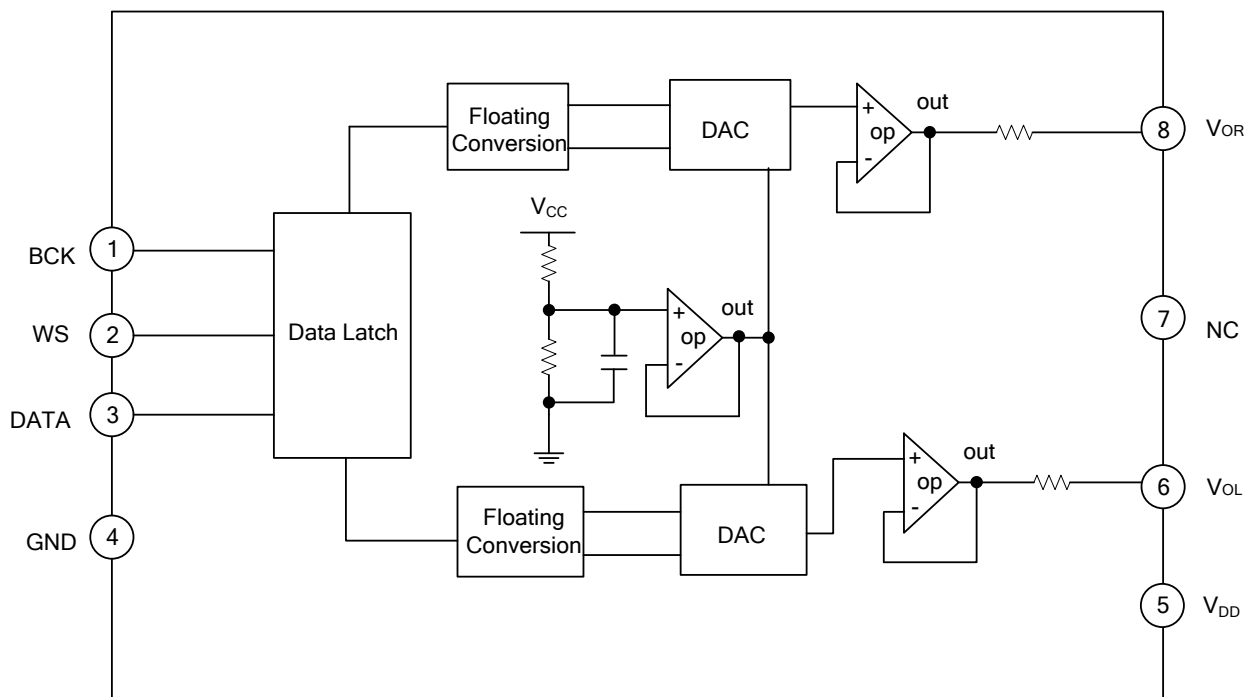 Floating
Conversion
DAC
+
op
-
out
8
VOR
VCC
BCK
1
WS
2
DATA
3
GND
4
Data Latch
+
op
-
out
7
NC
Floating
Conversion
DAC
+
op
-
out
6
VOL
5
VDD